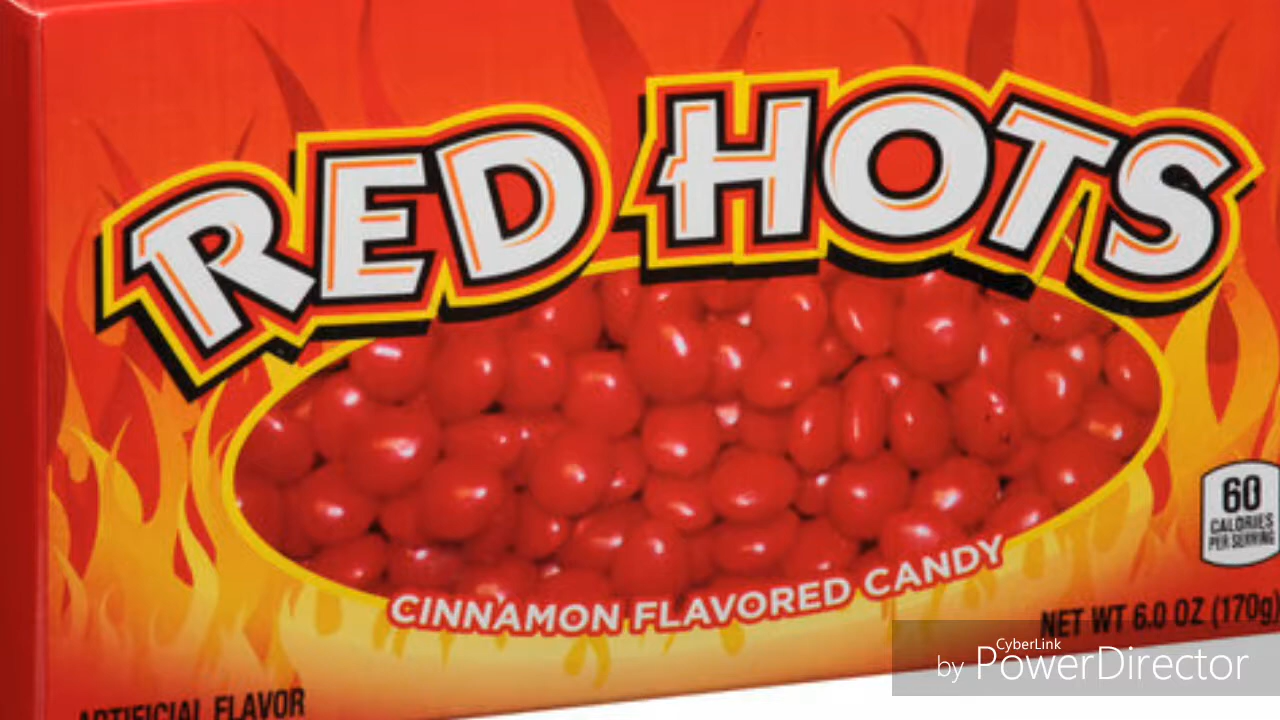 RED HOTS
60
CALORIES
PER SERVING
CINNAMON FLAVORED CANDY
NET WT 6.0 OZ (170g)
ARTIFICIAL FLAVOR
CyberLink
by PowerDirector